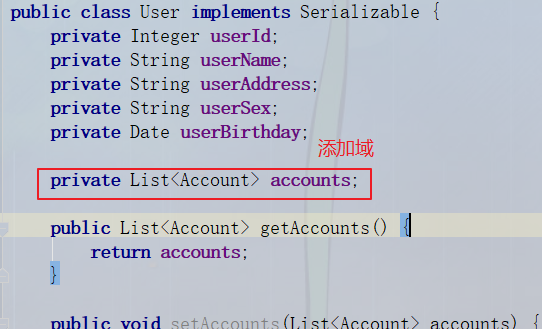 public class User implements Serializable {
private Integer userId;
private String userName;
private String userAddress;
private String userSex;
private Date userBirthday;
添加域
private List<Account> accounts;
public List<Account> getAccounts() {
return accounts;
}
public void setAccounts(List<Account> accounts) {